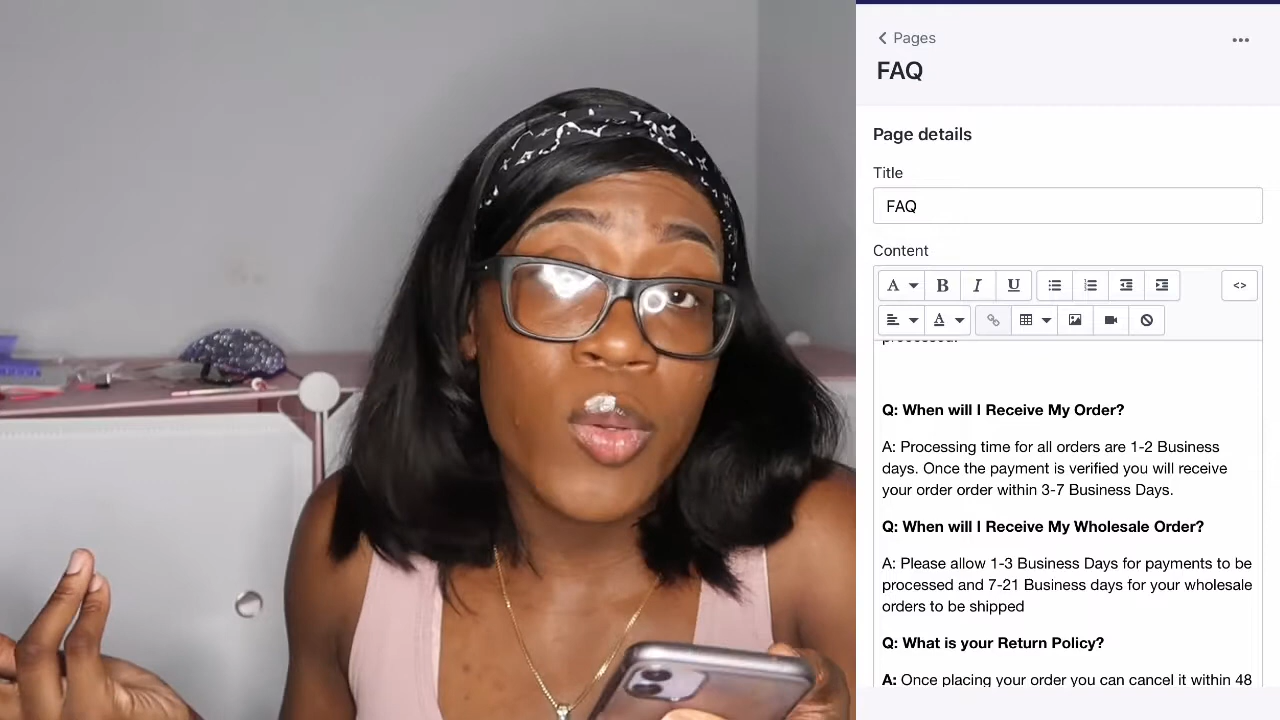 Pages
FAQ
Page details
Title
FAQ
Content
A
B
I
U
<>
A
processed.
Q: When will I Receive My Order?
A: Processing time for all orders are 1-2 Business
days. Once the payment is verified you will receive
your order order within 3-7 Business Days.
Q: When will I Receive My Wholesale Order?
A: Please allow 1-3 Business Days for payments to be
processed and 7-21 Business days for your wholesale
orders to be shipped
Q: What is your Return Policy?
A: Once placing your order you can cancel it within 48